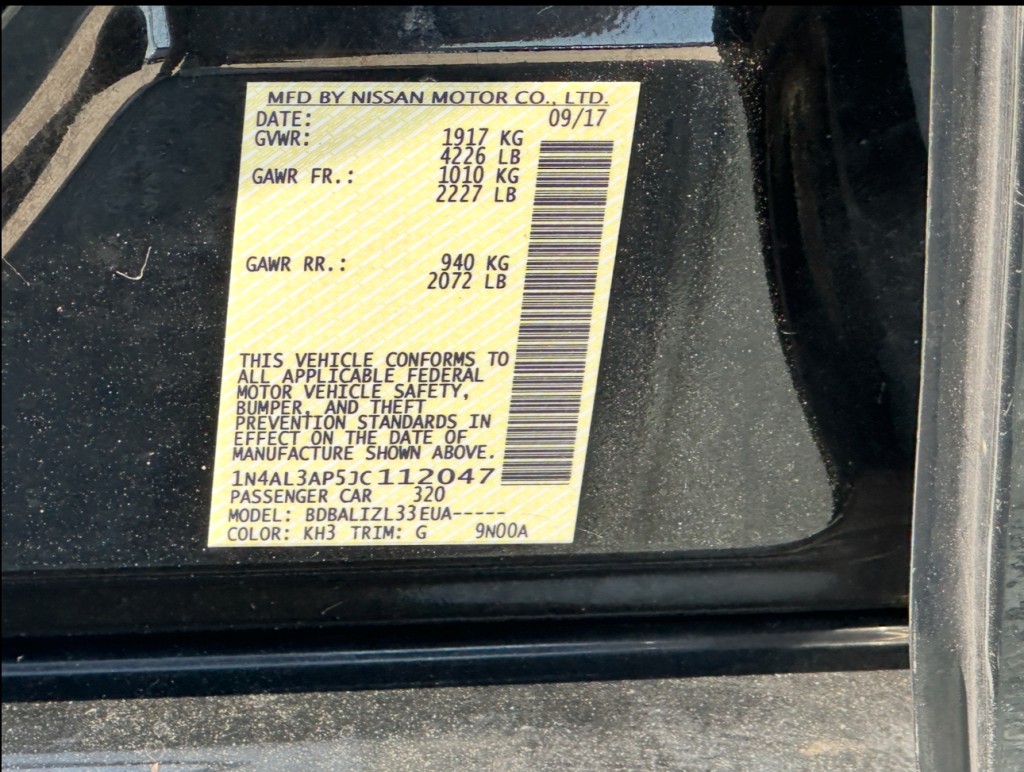 MFD BY NISSAN MOTOR CO., LTD.
DATE: 09/17
GVWR: 1917 KG
4226 LB
GAWR FR.: 1010 KG
2227 LB
GAWR RR.: 940 KG
2072 LB
THIS VEHICLE CONFORMS TO
ALL APPLICABLE FEDERAL
MOTOR VEHICLE SAFETY,
BUMPER, AND THEFT
PREVENTION STANDARDS IN
EFFECT ON THE DATE OF
MANUFACTURE SHOWN ABOVE.
1N4AL3AP5JC112047
PASSENGER CAR 320
MODEL: BDBALIZL33EUA-----
COLOR: KH3 TRIM: G 9N00A